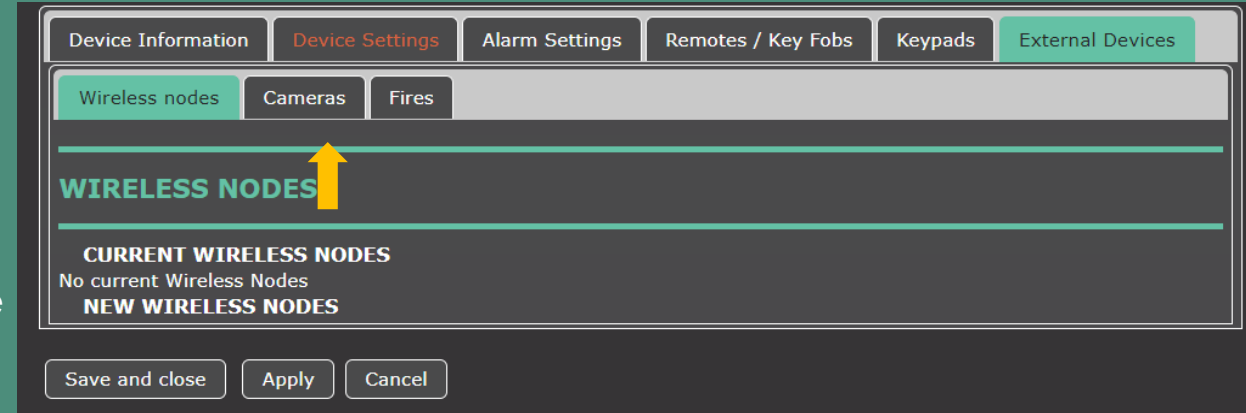 Device Information Device Settings Alarm Settings Remotes / Key Fobs Keypads External Devices
Wireless nodes Cameras Fires
WIRELESS NODES
CURRENT WIRELESS NODES
No current Wireless Nodes
NEW WIRELESS NODES
Save and close Apply Cancel